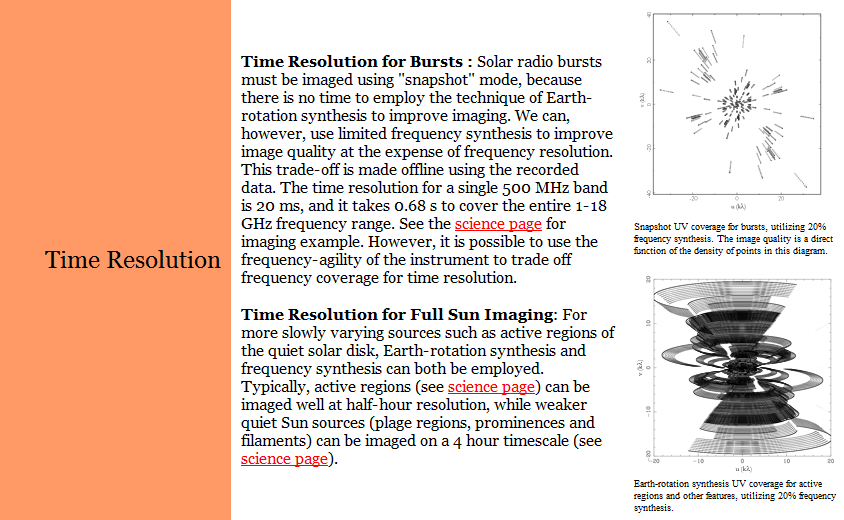 Time Resolution
Time Resolution for Bursts : Solar radio bursts
must be imaged using "snapshot" mode, because
there is no time to employ the technique of Earth-
rotation synthesis to improve imaging. We can,
however, use limited frequency synthesis to improve
image quality at the expense of frequency resolution.
This trade-off is made offline using the recorded
data. The time resolution for a single 500 MHz band
is 20 ms, and it takes 0.68 s to cover the entire 1-18
GHz frequency range. See the science page for
imaging example. However, it is possible to use the
frequency-agility of the instrument to trade off
frequency coverage for time resolution.
Time Resolution for Full Sun Imaging: For
more slowly varying sources such as active regions of
the quiet solar disk, Earth-rotation synthesis and
frequency synthesis can both be employed.
Typically, active regions (see science page) can be
imaged well at half-hour resolution, while weaker
quiet Sun sources (plage regions, prominences and
filaments) can be imaged on a 4 hour timescale (see
science page).
40
20
0
-20
-40
v (kλ)
-20 0 20
u (kλ)
Snapshot UV coverage for bursts, utilizing 20%
frequency synthesis. The image quality is a direct
function of the density of points in this diagram.
20
10
0
-10
-20
v (kλ)
-20 -10 0 10 20
u (kλ)
Earth-rotation synthesis UV coverage for active
regions and other features, utilizing 20% frequency
synthesis.